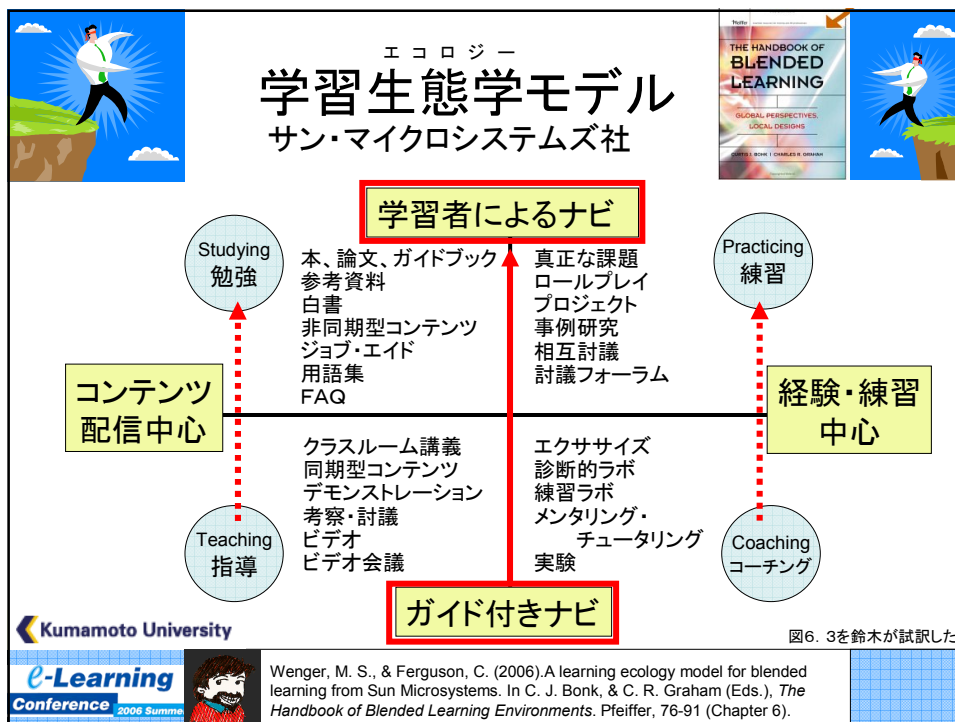 エコロジー
学習生態学モデル
サン・マイクロシステムズ社
Pfeiffer
THE HANDBOOK OF
BLENDED
LEARNING
GLOBAL PERSPECTIVES,
LOCAL DESIGNS
CURTIS J. BONK | CHARLES R. GRAHAM
学習者によるナビ
Studying
勉強
本、論文、ガイドブック
参考資料
白書
非同期型コンテンツ
ジョブ・エイド
用語集
FAQ
真正な課題
ロールプレイ
プロジェクト
事例研究
相互討議
討議フォーラム
Practicing
練習
コンテンツ
配信中心
経験・練習
中心
Teaching
指導
クラスルーム講義
同期型コンテンツ
デモンストレーション
考察・討議
ビデオ
ビデオ会議
エクササイズ
診断的ラボ
練習ラボ
メンタリング・
チュータリング
実験
Coaching
コーチング
ガイド付きナビ
Kumamoto University
図6．3を鈴木が試訳した
e-Learning
Conference 2006 Summer
Wenger, M. S., & Ferguson, C. (2006).A learning ecology model for blended
learning from Sun Microsystems. In C. J. Bonk, & C. R. Graham (Eds.), The
Handbook of Blended Learning Environments. Pfeiffer, 76-91 (Chapter 6).